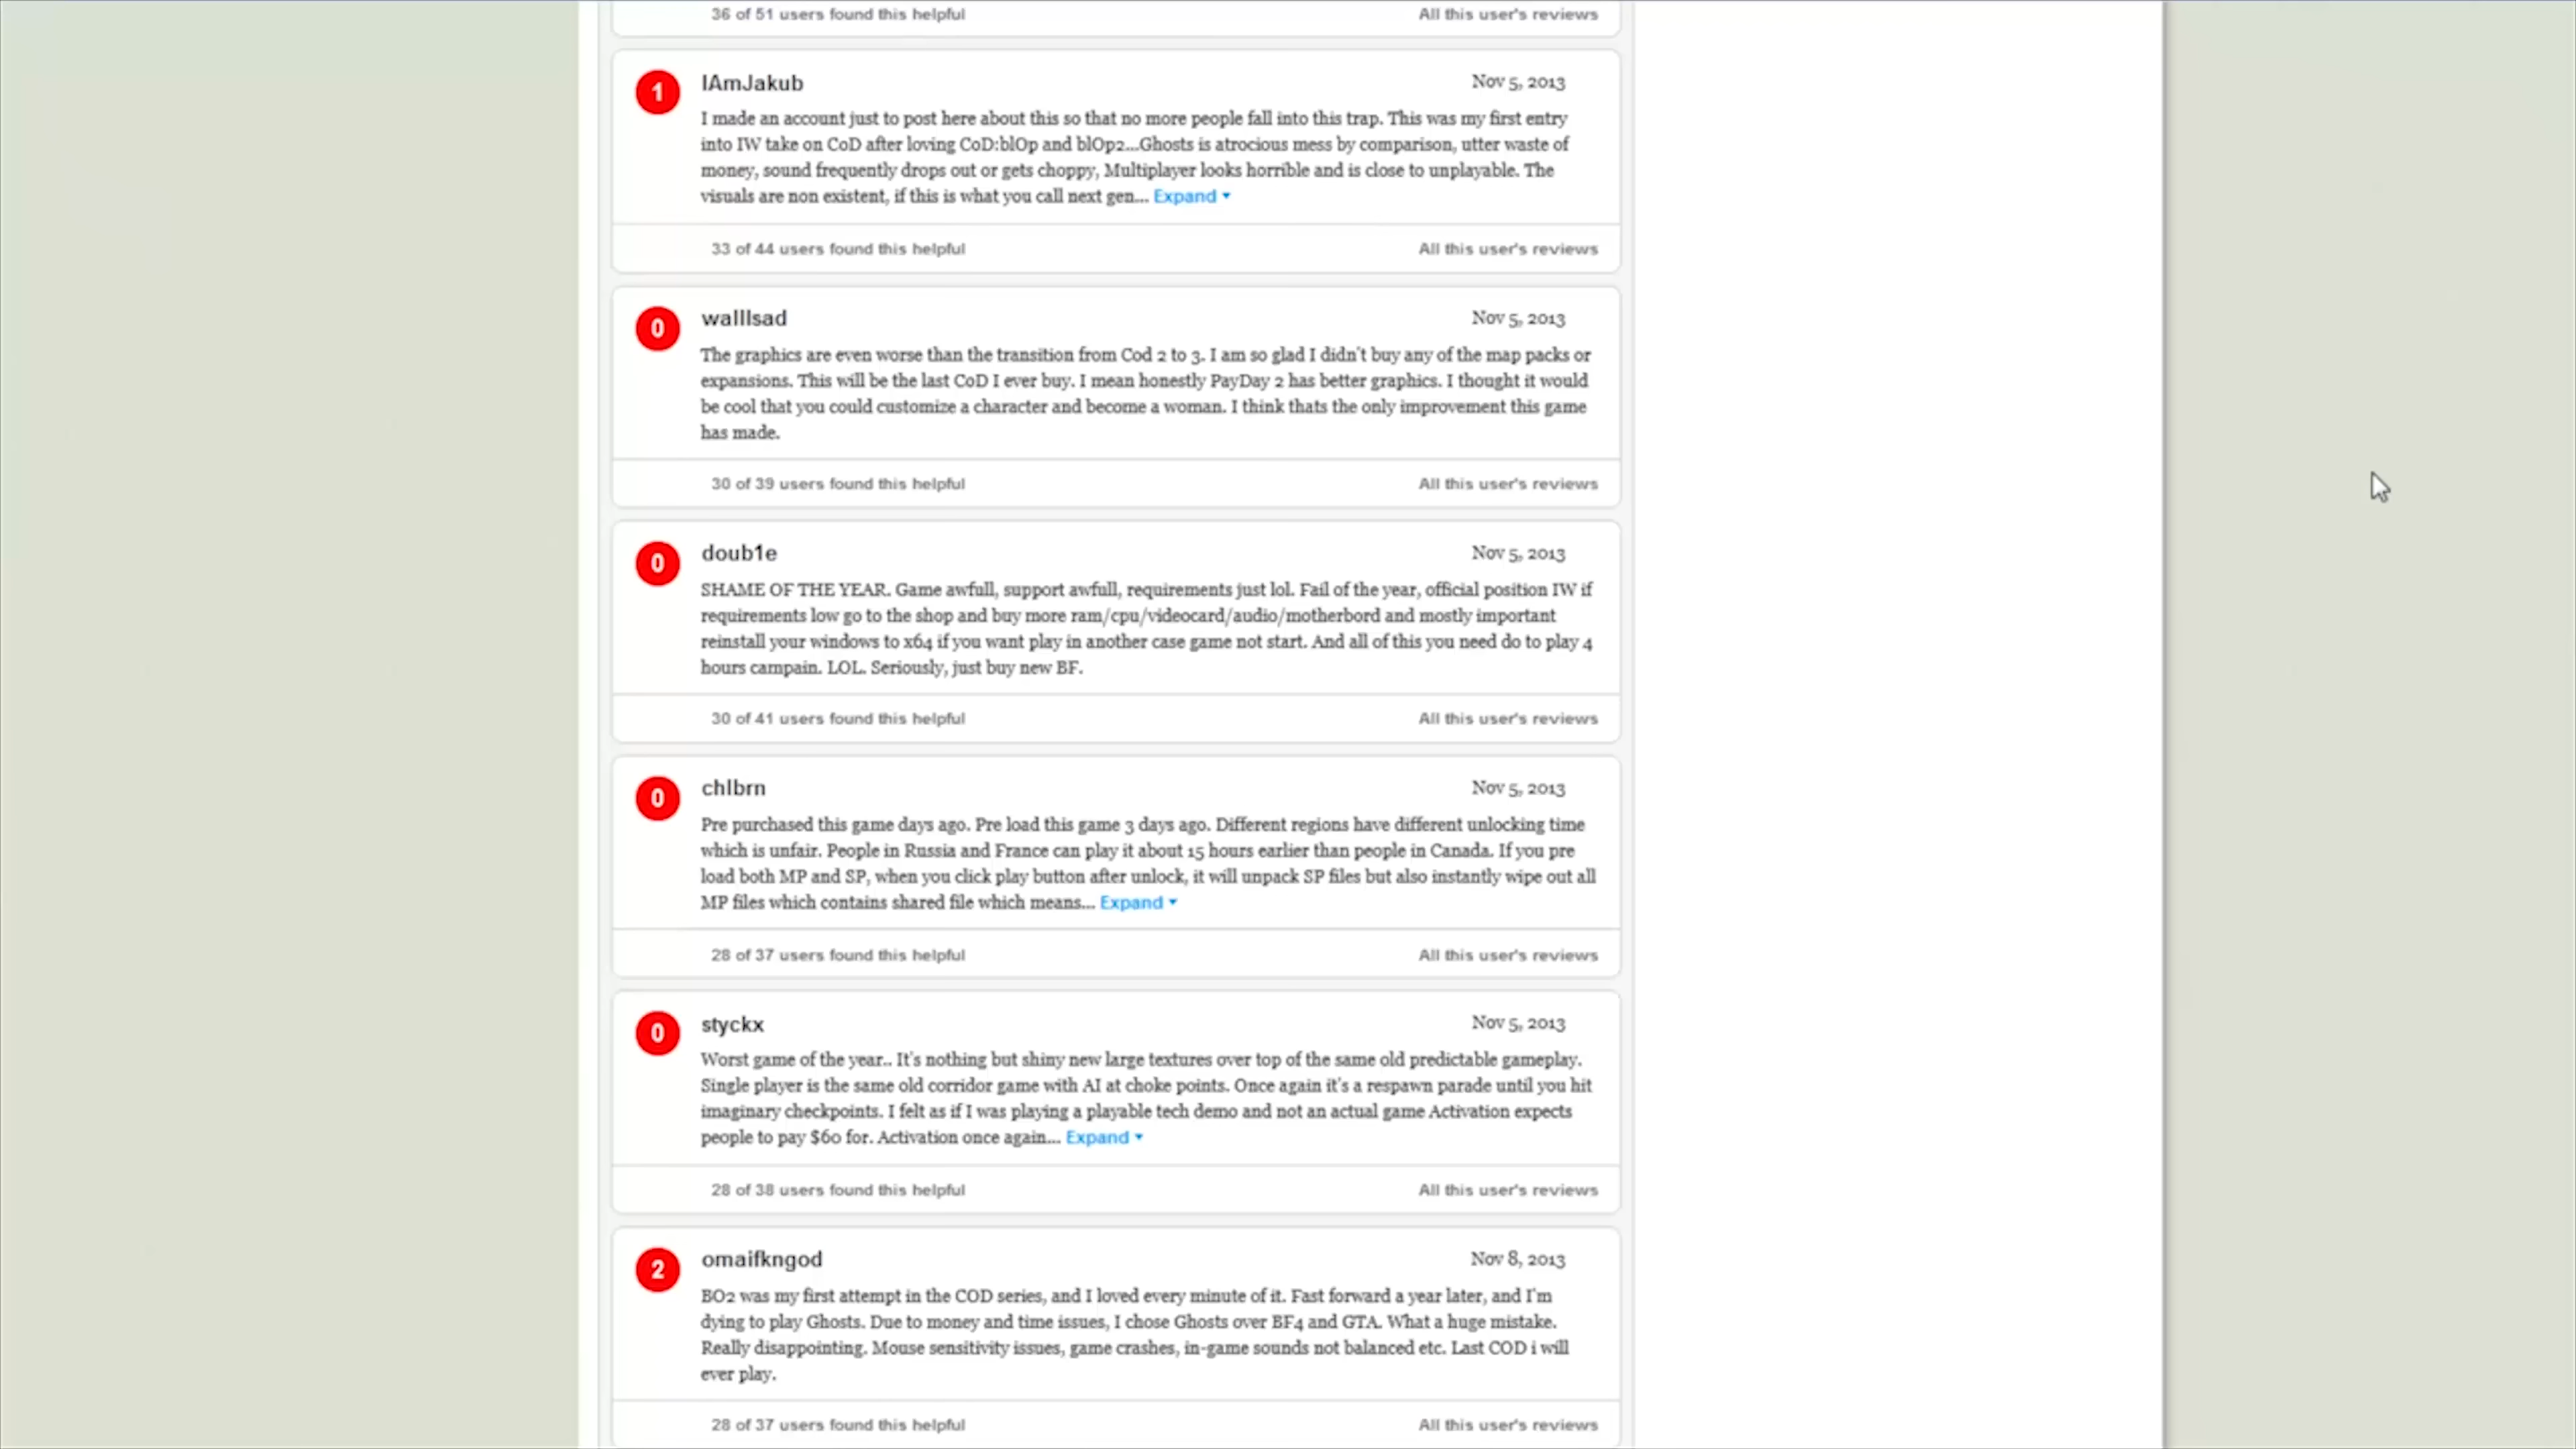 36 of 51 users found this helpful All this user's reviews
1 IAmJakub Nov 5, 2013
I made an account just to post here about this so that no more people fall into this trap. This was my first entry
into IW take on CoD after loving CoD:blOp and blOp2...Ghosts is atrocious mess by comparison, utter waste of
money, sound frequently drops out or gets choppy, Multiplayer looks horrible and is close to unplayable. The
visuals are non existent, if this is what you call next gen... Expand
33 of 44 users found this helpful All this user's reviews
0 walllsad Nov 5, 2013
The graphics are even worse than the transition from Cod 2 to 3. I am so glad I didn't buy any of the map packs or
expansions. This will be the last CoD I ever buy. I mean honestly PayDay 2 has better graphics. I thought it would
be cool that you could customize a character and become a woman. I think thats the only improvement this game
has made.
30 of 39 users found this helpful All this user's reviews
0 doub1e Nov 5, 2013
SHAME OF THE YEAR. Game awfull, support awfull, requirements just lol. Fail of the year, official position IW if
requirements low go to the shop and buy more ram/cpu/videocard/audio/motherbord and mostly important
reinstall your windows to x64 if you want play in another case game not start. And all of this you need do to play 4
hours campain. LOL. Seriously, just buy new BF.
30 of 41 users found this helpful All this user's reviews
0 chlbrn Nov 5, 2013
Pre purchased this game days ago. Pre load this game 3 days ago. Different regions have different unlocking time
which is unfair. People in Russia and France can play it about 15 hours earlier than people in Canada. If you pre
load both MP and SP, when you click play button after unlock, it will unpack SP files but also instantly wipe out all
MP files which contains shared file which means... Expand
28 of 37 users found this helpful All this user's reviews
0 styckx Nov 5, 2013
Worst game of the year.. It's nothing but shiny new large textures over top of the same old predictable gameplay.
Single player is the same old corridor game with AI at choke points. Once again it's a respawn parade until you hit
imaginary checkpoints. I felt as if I was playing a playable tech demo and not an actual game Activation expects
people to pay $60 for. Activation once again... Expand
28 of 38 users found this helpful All this user's reviews
2 omaifkngod Nov 8, 2013
BO2 was my first attempt in the COD series, and I loved every minute of it. Fast forward a year later, and I'm
dying to play Ghosts. Due to money and time issues, I chose Ghosts over BF4 and GTA. What a huge mistake.
Really disappointing. Mouse sensitivity issues, game crashes, in-game sounds not balanced etc. Last COD i will
ever play.
28 of 37 users found this helpful All this user's reviews